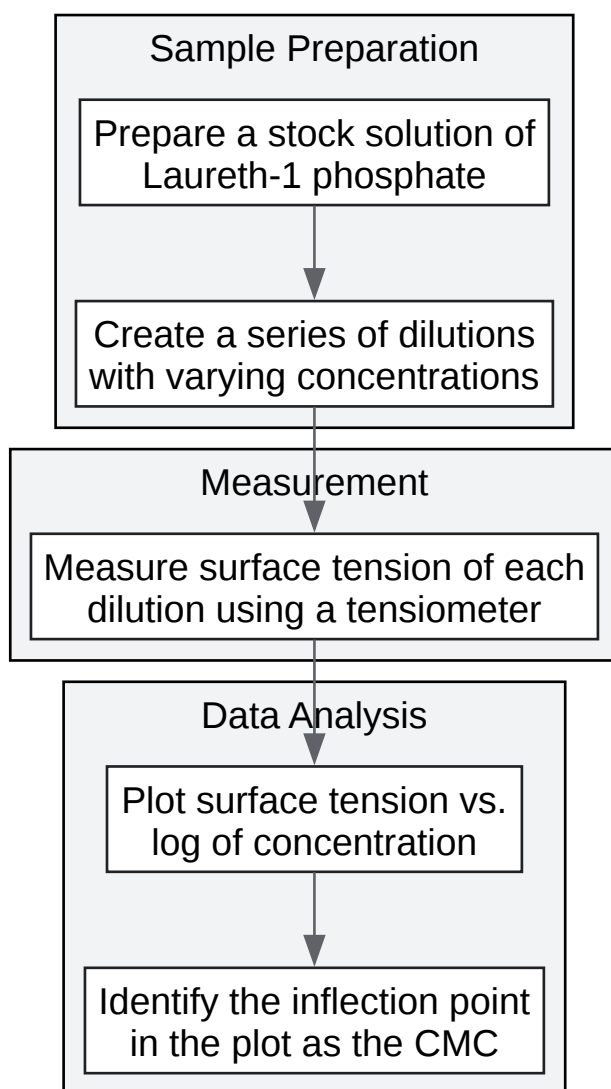 Sample Preparation
Prepare a stock solution of
Laureth-1 phosphate
Create a series of dilutions
with varying concentrations
Measurement
Measure surface tension of each
dilution using a tensiometer
Data Analysis
Plot surface tension vs.
log of concentration
Identify the inflection point
in the plot as the CMC